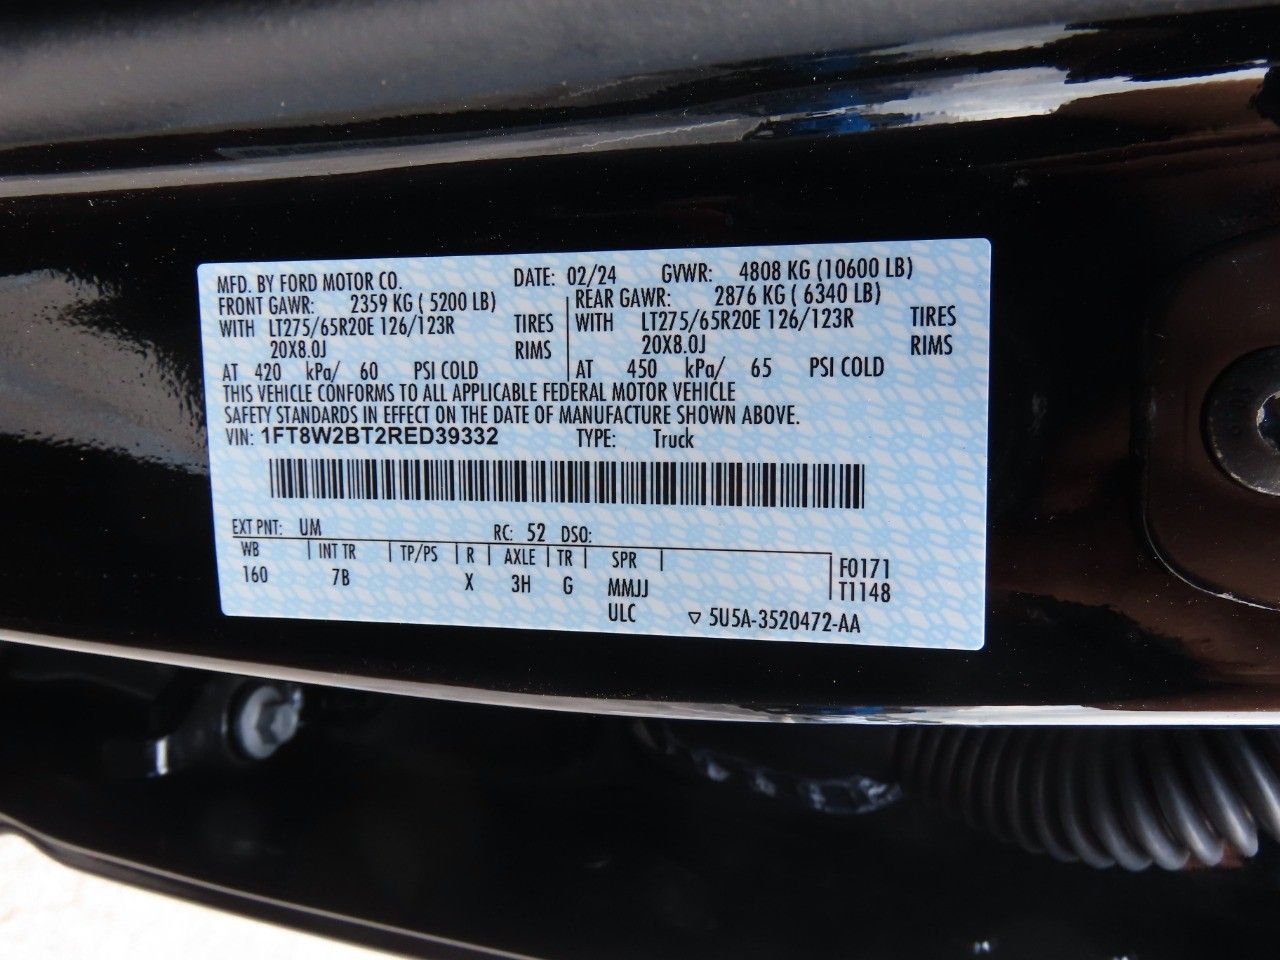 MFD. BY FORD MOTOR CO. DATE: 02/24 GVWR: 4808 KG (10600 LB)
FRONT GAWR: 2359 KG ( 5200 LB) REAR GAWR: 2876 KG ( 6340 LB)
WITH LT275/65R20E 126/123R TIRES WITH LT275/65R20E 126/123R TIRES
20X8.0J RIMS 20X8.0J RIMS
AT 420 kPa/ 60 PSI COLD AT 450 kPa/ 65 PSI COLD
THIS VEHICLE CONFORMS TO ALL APPLICABLE FEDERAL MOTOR VEHICLE
SAFETY STANDARDS IN EFFECT ON THE DATE OF MANUFACTURE SHOWN ABOVE.
VIN: 1FT8W2BT2RED39332 TYPE: Truck
EXT PNT: UM RC: 52 DSO:
WB INT TR TP/PS R AXLE TR SPR F0171
160 7B X 3H G MMJJ T1148
ULC ▽ 5U5A-3520472-AA